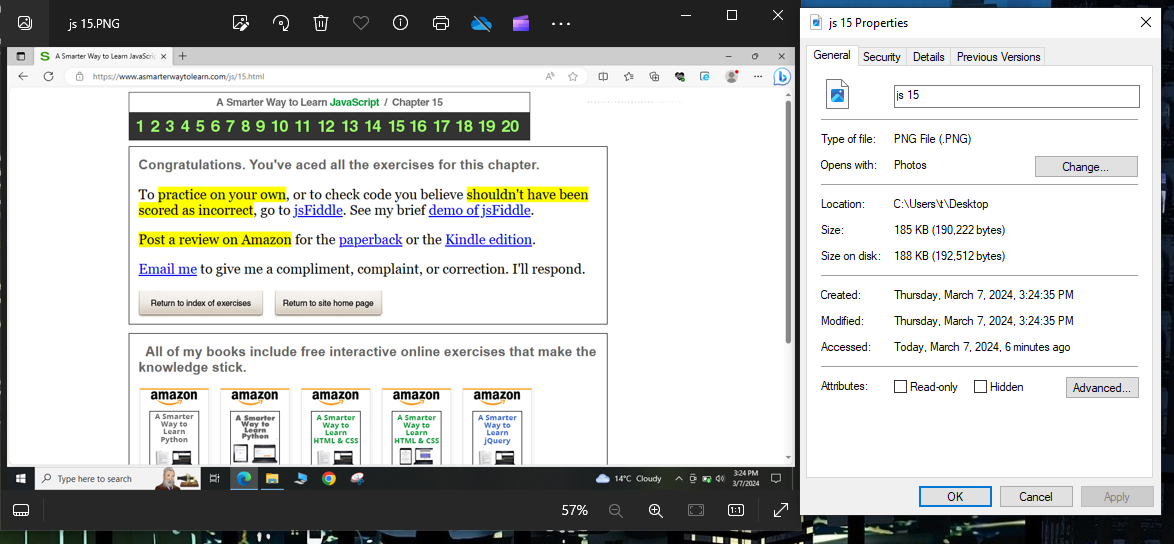 js 15.PNG
A Smarter Way to Learn JavaScrip
https://www.asmarterwaytolearn.com/js/15.html
A Smarter Way to Learn JavaScript / Chapter 15
1 2 3 4 5 6 7 8 9 10 11 12 13 14 15 16 17 18 19 20
Congratulations. You've aced all the exercises for this chapter.
To practice on your own, or to check code you believe shouldn't have been
scored as incorrect, go to jsFiddle. See my brief demo of jsFiddle.
Post a review on Amazon for the paperback or the Kindle edition.
Email me to give me a compliment, complaint, or correction. I'll respond.
Return to index of exercises
Return to site home page
All of my books include free interactive online exercises that make the
knowledge stick.
amazon amazon amazon amazon amazon
A Smarter
Way to
Learn
Python
A Smarter
Way to
Learn
Python
A Smarter
Way to
Learn
HTML & CSS
A Smarter
Way to
Learn
HTML & CSS
A Smarter
Way to
Learn
jQuery
Type here to search
14°C Cloudy
3:24 PM
3/7/2024
57%
1:1
js 15 Properties
General Security Details Previous Versions
js 15
Type of file: PNG File (.PNG)
Opens with: Photos Change...
Location: C:\Users\t\Desktop
Size: 185 KB (190,222 bytes)
Size on disk: 188 KB (192,512 bytes)
Created: Thursday, March 7, 2024, 3:24:35 PM
Modified: Thursday, March 7, 2024, 3:24:35 PM
Accessed: Today, March 7, 2024, 6 minutes ago
Attributes: Read-only Hidden Advanced...
OK Cancel Apply